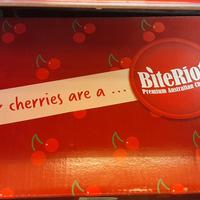 cherries are a ...
BiteRiot
Premium Australian